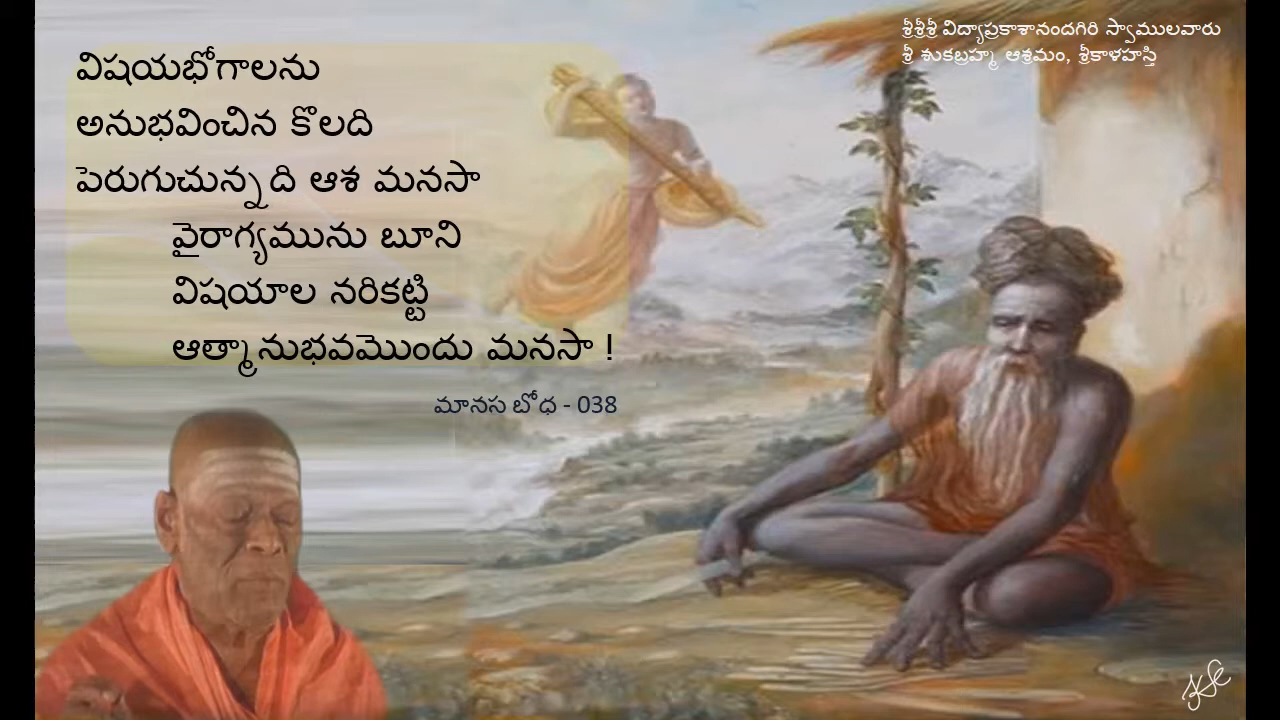 శ్రీశ్రీశ్రీ విద్యాప్రకాశానందగిరి స్వాములవారు
శ్రీ శుకబ్రహ్మ ఆశ్రమం, శ్రీకాళహస్తి
విషయభోగాలను
అనుభవించిన కొలది
పెరుగుచున్నది ఆశ మనసా
వైరాగ్యమును బూని
విషయాల నరికట్టి
ఆత్మానుభవమొందు మనసా !
మానస బోధ - 038